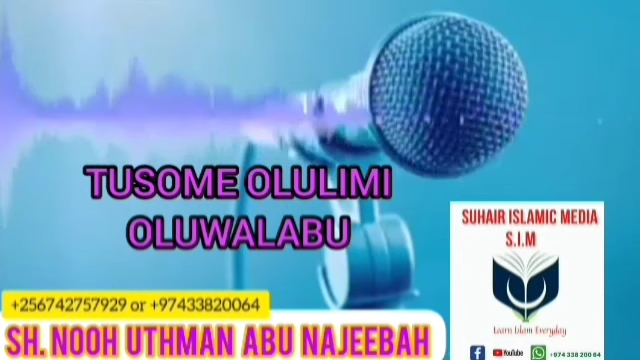 TUSOME OLULIMI
OLUWALABU
SUHAIR ISLAMIC MEDIA
S.I.M
Learn Islam Everyday
YouTube
+974 338 200 64
+256742757929 or +97433820064
SH. NOOH UTHMAN ABU NAJEEBAH